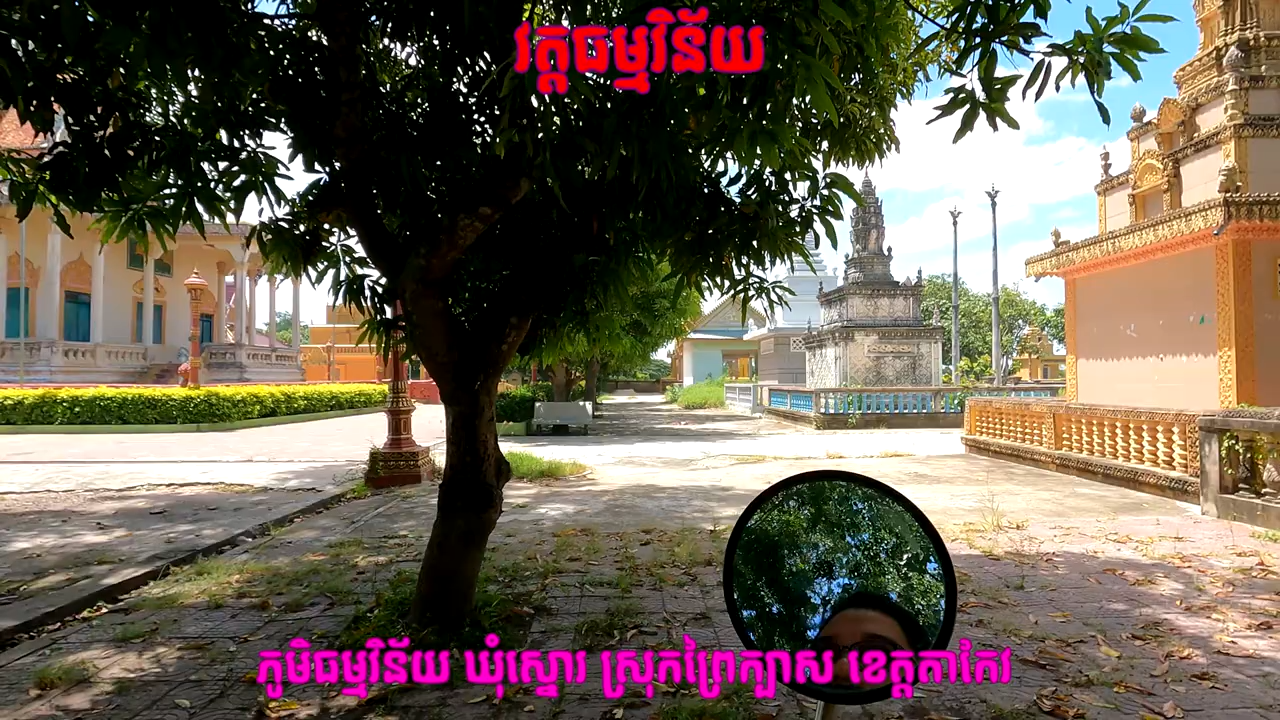 វត្តធម្មវិន័យ
ភូមិធម្មវិន័យ ឃុំស្នោរ ស្រុកព្រៃក្បាស ខេត្តតាកែវ